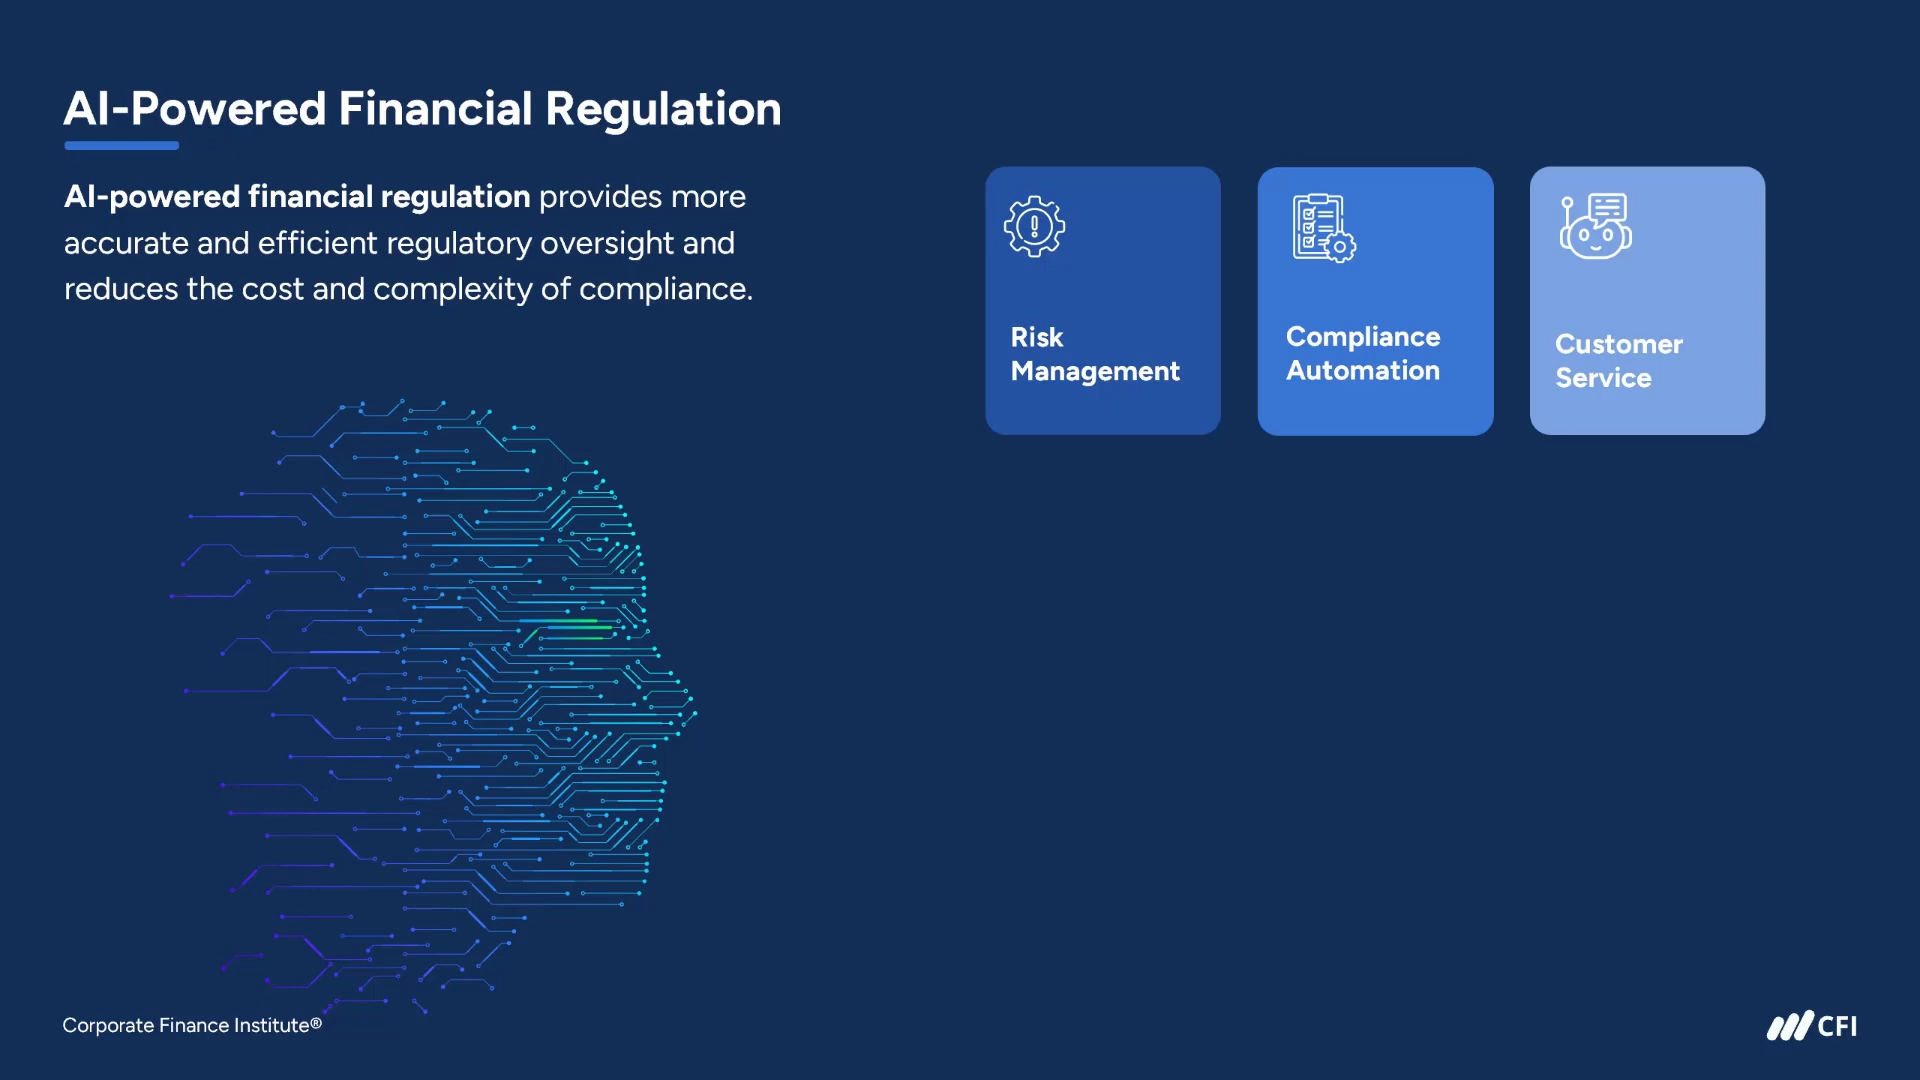 AI-Powered Financial Regulation
AI-powered financial regulation provides more
accurate and efficient regulatory oversight and
reduces the cost and complexity of compliance.
Risk
Management
Compliance
Automation
Customer
Service
Corporate Finance Institute®
CFI